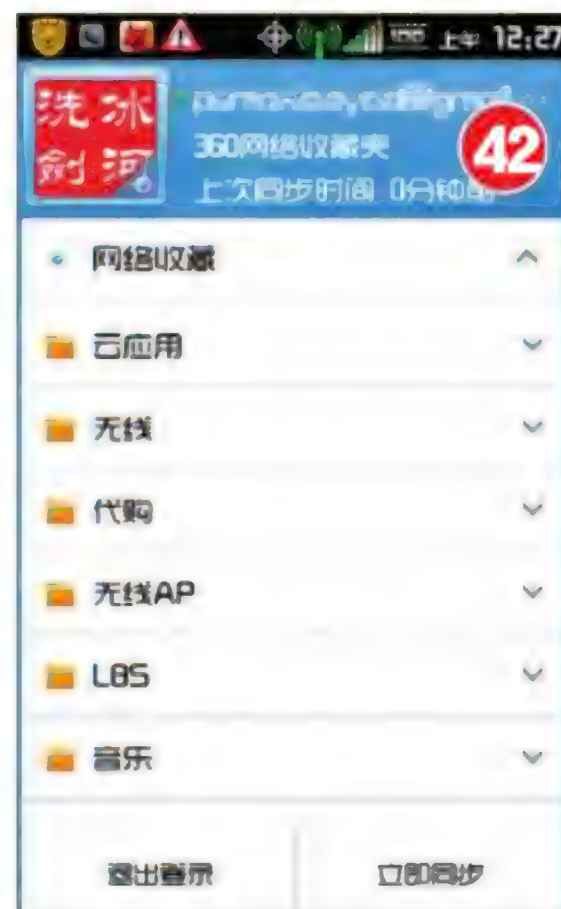 上午 12:27
洗冰
剑河
360网络收藏夹
42
上次同步时间 0分钟前
网络收藏
云应用
无线
代购
无线AP
LBS
音乐
退出登录
立即同步